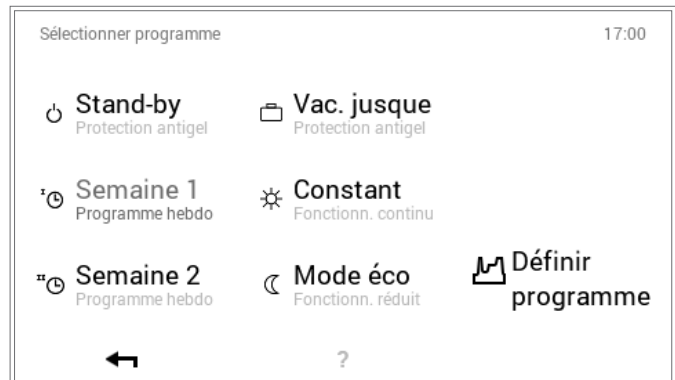 Sélectionner programme 17:00
Stand-by
Protection antigel
Vac. jusque
Protection antigel
I Semaine 1
Programme hebdo
Constant
Fonctionn. continu
II Semaine 2
Programme hebdo
Mode éco
Fonctionn. réduit
Définir
programme
?